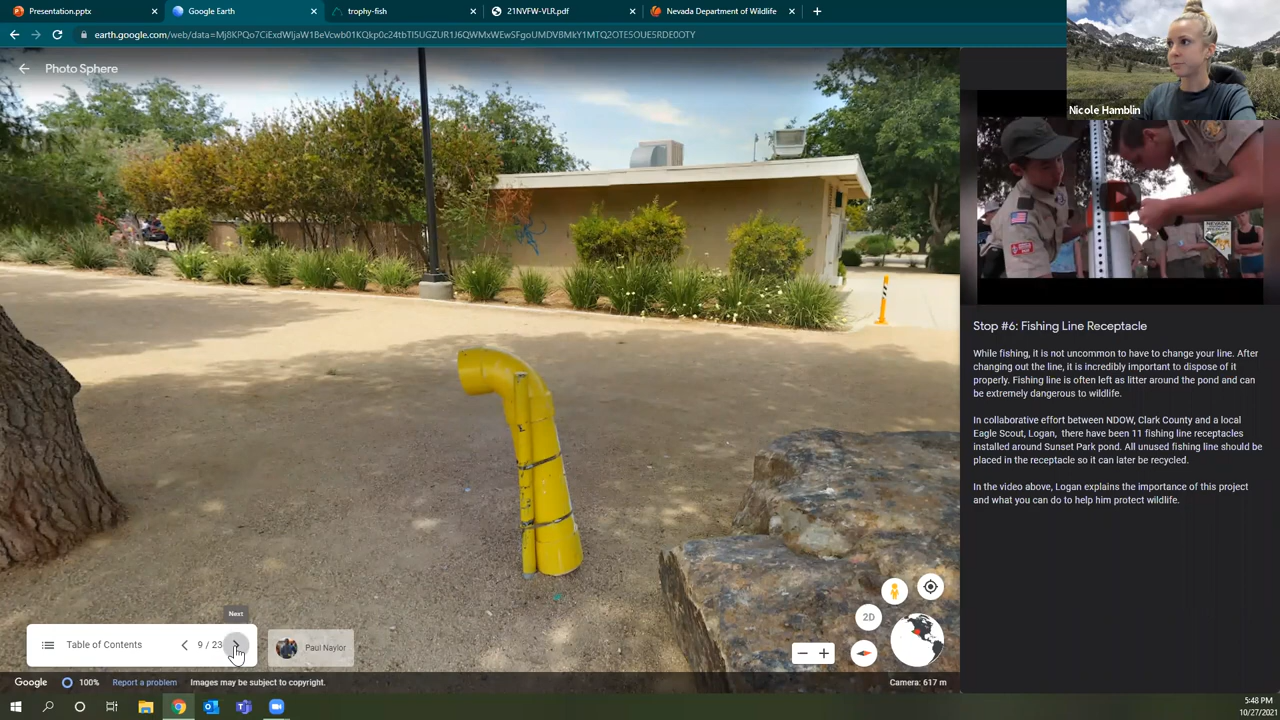 Presentation.pptx
Google Earth
trophy-fish
21NVFW-VLR.pdf
Nevada Department of Wildlife
Photo Sphere
Nicole Hamblin
Stop #6: Fishing Line Receptacle
While fishing, it is not uncommon to have to change your line. After
changing out the line, it is incredibly important to dispose of it
properly. Fishing line is often left as litter around the pond and can
be extremely dangerous to wildlife.
In collaborative effort between NDOW, Clark County and a local
Eagle Scout, Logan, there have been 11 fishing line receptacles
installed around Sunset Park pond. All unused fishing line should be
placed in the receptacle so it can later be recycled.
In the video above, Logan explains the importance of this project
and what you can do to help him protect wildlife.
Next
Table of Contents
9 / 23
Paul Naylor
2D
Google
100%
Report a problem
Images may be subject to copyright.
Camera: 617 m
5:48 PM
10/27/2021